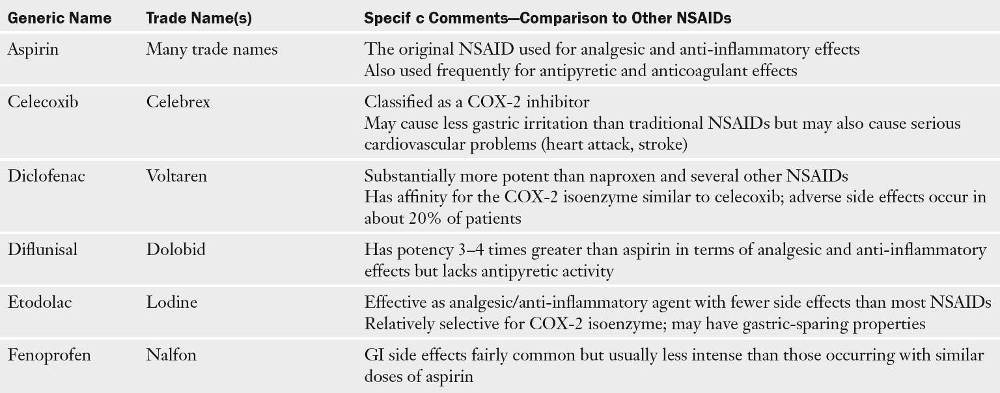 Generic Name Trade Name(s) Specif c Comments—Comparison to Other NSAIDs
Aspirin Many trade names The original NSAID used for analgesic and anti-inflammatory effects
Also used frequently for antipyretic and anticoagulant effects
Celecoxib Celebrex Classified as a COX-2 inhibitor
May cause less gastric irritation than traditional NSAIDs but may also cause serious
cardiovascular problems (heart attack, stroke)
Diclofenac Voltaren Substantially more potent than naproxen and several other NSAIDs
Has affinity for the COX-2 isoenzyme similar to celecoxib; adverse side effects occur in
about 20% of patients
Diflunisal Dolobid Has potency 3–4 times greater than aspirin in terms of analgesic and anti-inflammatory
effects but lacks antipyretic activity
Etodolac Lodine Effective as analgesic/anti-inflammatory agent with fewer side effects than most NSAIDs
Relatively selective for COX-2 isoenzyme; may have gastric-sparing properties
Fenoprofen Nalfon GI side effects fairly common but usually less intense than those occurring with similar
doses of aspirin